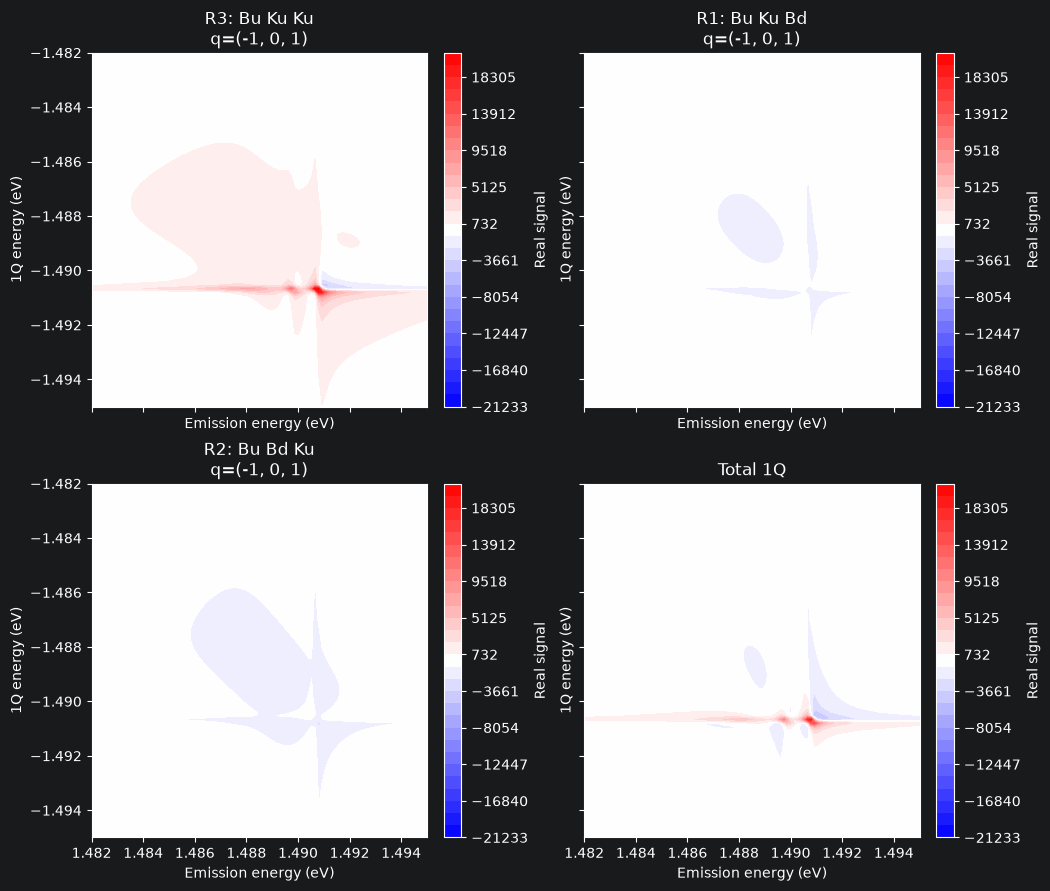 R3: Bu Ku Ku
q=(-1, 0, 1)
−1.482
−1.484
−1.486
−1.488
−1.490
−1.492
−1.494
1Q energy (eV)
Emission energy (eV)
18305
13912
9518
5125
732
−3661
−8054
−12447
−16840
−21233
Real signal
R1: Bu Ku Bd
q=(-1, 0, 1)
1Q energy (eV)
Emission energy (eV)
18305
13912
9518
5125
732
−3661
−8054
−12447
−16840
−21233
Real signal
R2: Bu Bd Ku
q=(-1, 0, 1)
−1.482
−1.484
−1.486
−1.488
−1.490
−1.492
−1.494
1Q energy (eV)
1.482 1.484 1.486 1.488 1.490 1.492 1.494
Emission energy (eV)
18305
13912
9518
5125
732
−3661
−8054
−12447
−16840
−21233
Real signal
Total 1Q
1Q energy (eV)
1.482 1.484 1.486 1.488 1.490 1.492 1.494
Emission energy (eV)
18305
13912
9518
5125
732
−3661
−8054
−12447
−16840
−21233
Real signal